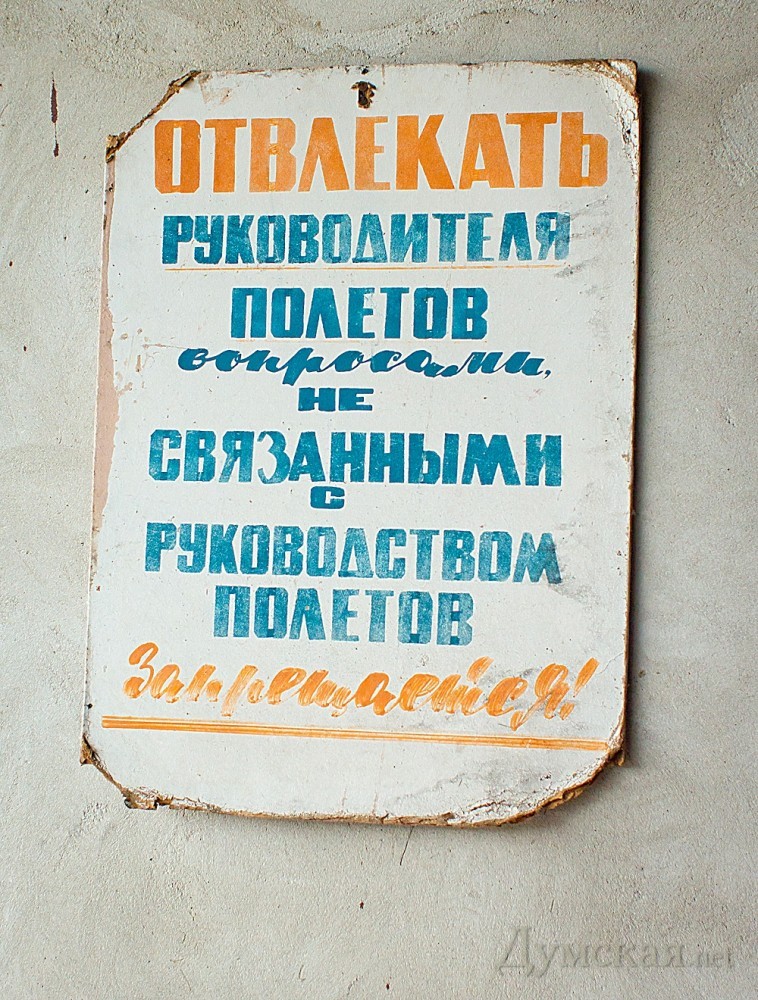 ОТВЛЕКАТЬ
РУКОВОДИТЕЛЯ
ПОЛЕТОВ
вопросами,
НЕ
СВЯЗАННЫМИ
С
РУКОВОДСТВОМ
ПОЛЕТОВ
Запрещается!
Думская.net